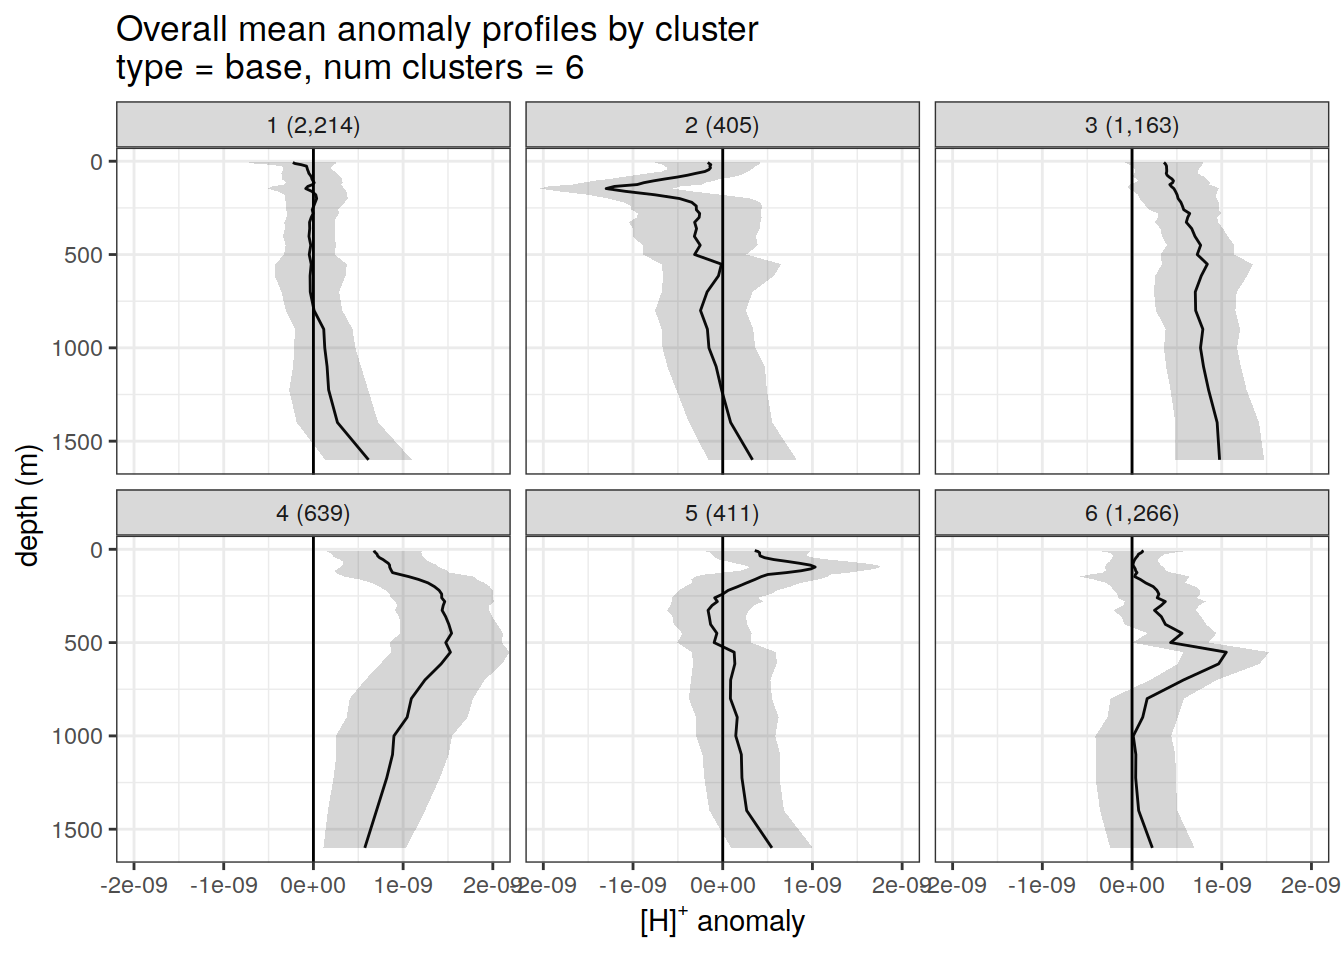 Overall mean anomaly profiles by cluster
type = base, num clusters = 6
1 (2,214)
2 (405)
3 (1,163)
0
500
1000
1500
4 (639)
5 (411)
6 (1,266)
0
500
1000
1500
depth (m)
-2e-09 -1e-09 0e+00 1e-09 2e-09
-2e-09 -1e-09 0e+00 1e-09 2e-09
-2e-09 -1e-09 0e+00 1e-09 2e-09
[H]⁺ anomaly